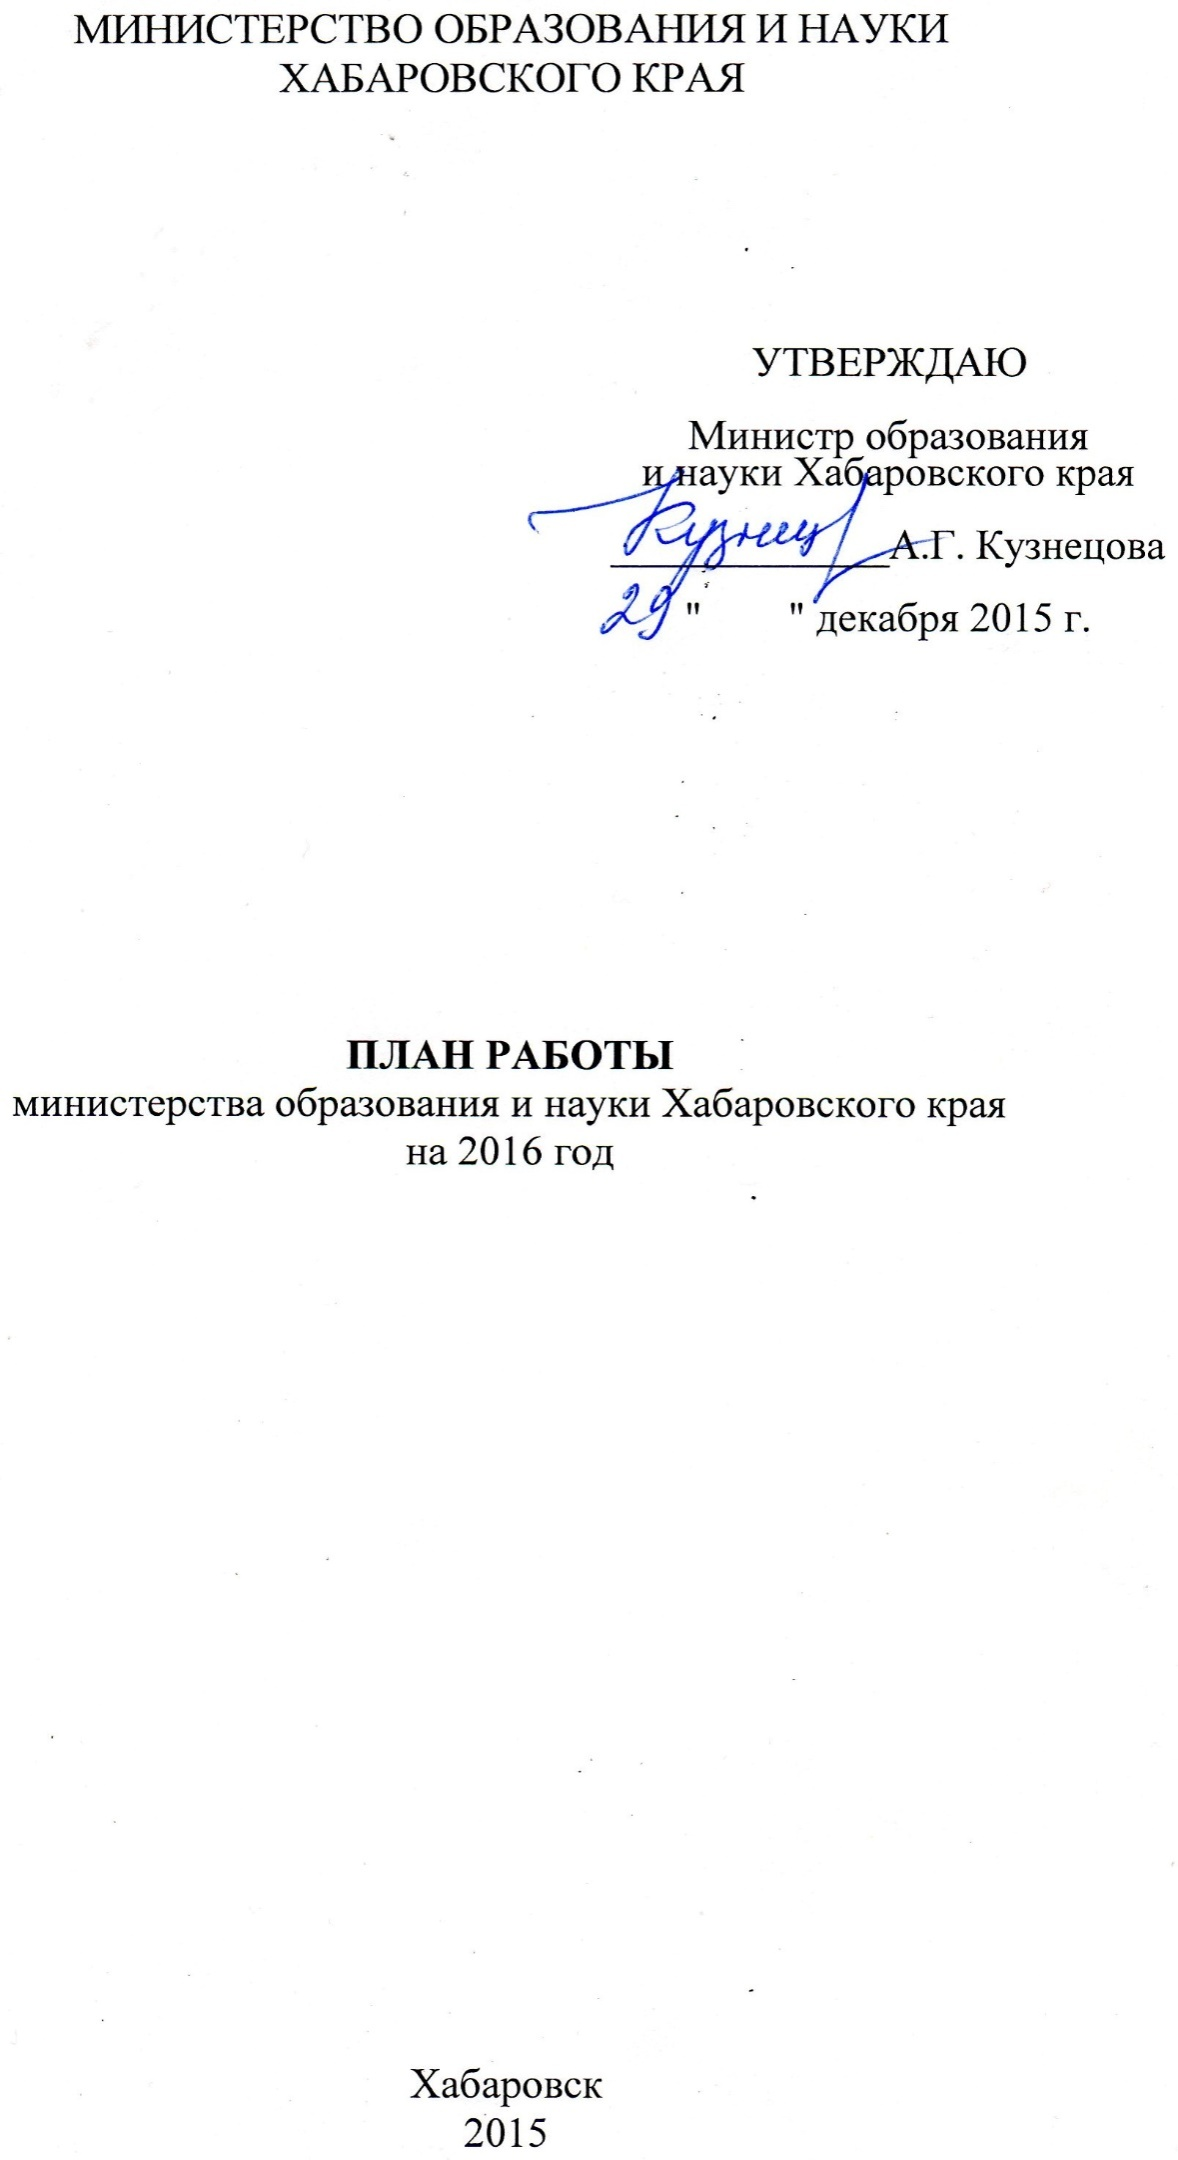 МИНИСТЕРСТВО ОБРАЗОВАНИЯ И НАУКИ
ХАБАРОВСКОГО КРАЯ
УТВЕРЖДАЮ
Министр образования
и науки Хабаровского края
Кузнец А.Г. Кузнецова
29 " " декабря 2015 г.
ПЛАН РАБОТЫ
министерства образования и науки Хабаровского края
на 2016 год
Хабаровск
2015